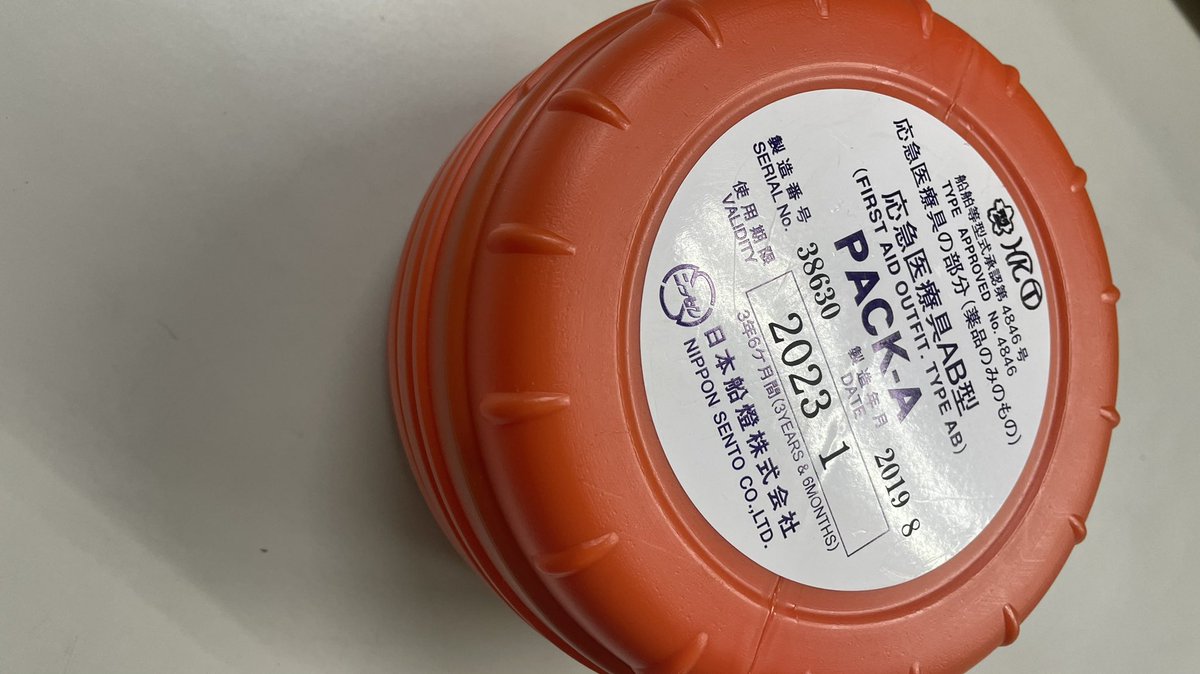 HK T
船舶等型式承認第 4846 号
TYPE APPROVED No. 4846
応急医療具の部分(薬品のみのもの)
応急医療具AB型
(FIRST AID OUTFIT. TYPE AB)
PACK-A
製造番号 38630 製造年月 2019 8
SERIAL No. DATE
使用期限 2023 1
VALIDITY
3年6ケ月間(3YEARS & 6MONTHS)
日本船燈株式会社
NIPPON SENTO CO.,LTD.